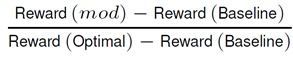 Reward (mod) − Reward (Baseline)
Reward (Optimal) − Reward (Baseline)